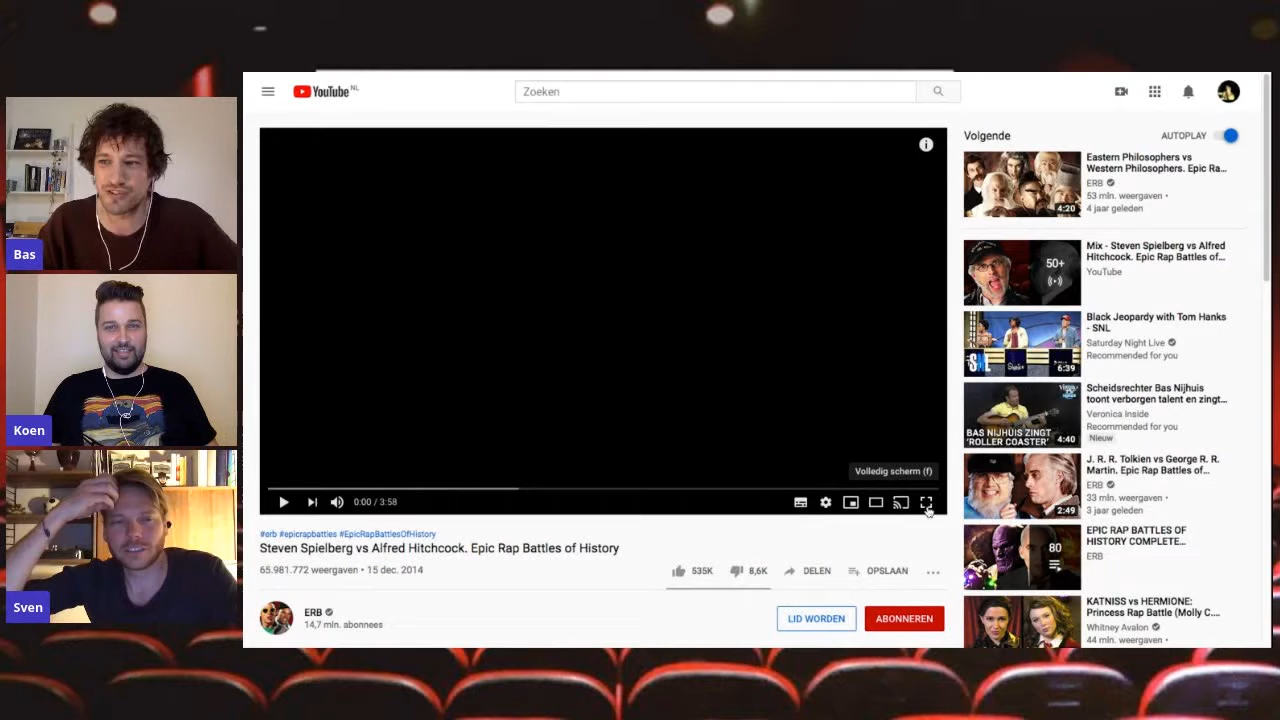 YouTube NL
Zoeken
Bas
Koen
Sven
Volledig scherm (f)
0:00 / 3:58
#erb #epicrapbattles #EpicRapBattlesOfHistory
Steven Spielberg vs Alfred Hitchcock. Epic Rap Battles of History
65.981.772 weergaven • 15 dec. 2014
535K
8,6K
DELEN
OPSLAAN
ERB
14,7 mln. abonnees
LID WORDEN
ABONNEREN
Volgende
AUTOPLAY
4:20
Eastern Philosophers vs
Western Philosophers. Epic Ra...
ERB
53 mln. weergaven •
4 jaar geleden
50+
Mix - Steven Spielberg vs Alfred
Hitchcock. Epic Rap Battles of...
YouTube
6:39
Black Jeopardy with Tom Hanks
- SNL
Saturday Night Live
Recommended for you
BAS NIJHUIS ZINGT
'ROLLER COASTER'
4:40
Scheidsrechter Bas Nijhuis
toont verborgen talent en zingt...
Veronica Inside
Recommended for you
Nieuw
2:49
J. R. R. Tolkien vs George R. R.
Martin. Epic Rap Battles of...
ERB
33 mln. weergaven •
3 jaar geleden
80
EPIC RAP BATTLES OF
HISTORY COMPLETE...
ERB
KATNISS vs HERMIONE:
Princess Rap Battle (Molly C....
Whitney Avalon
44 mln. weergaven •